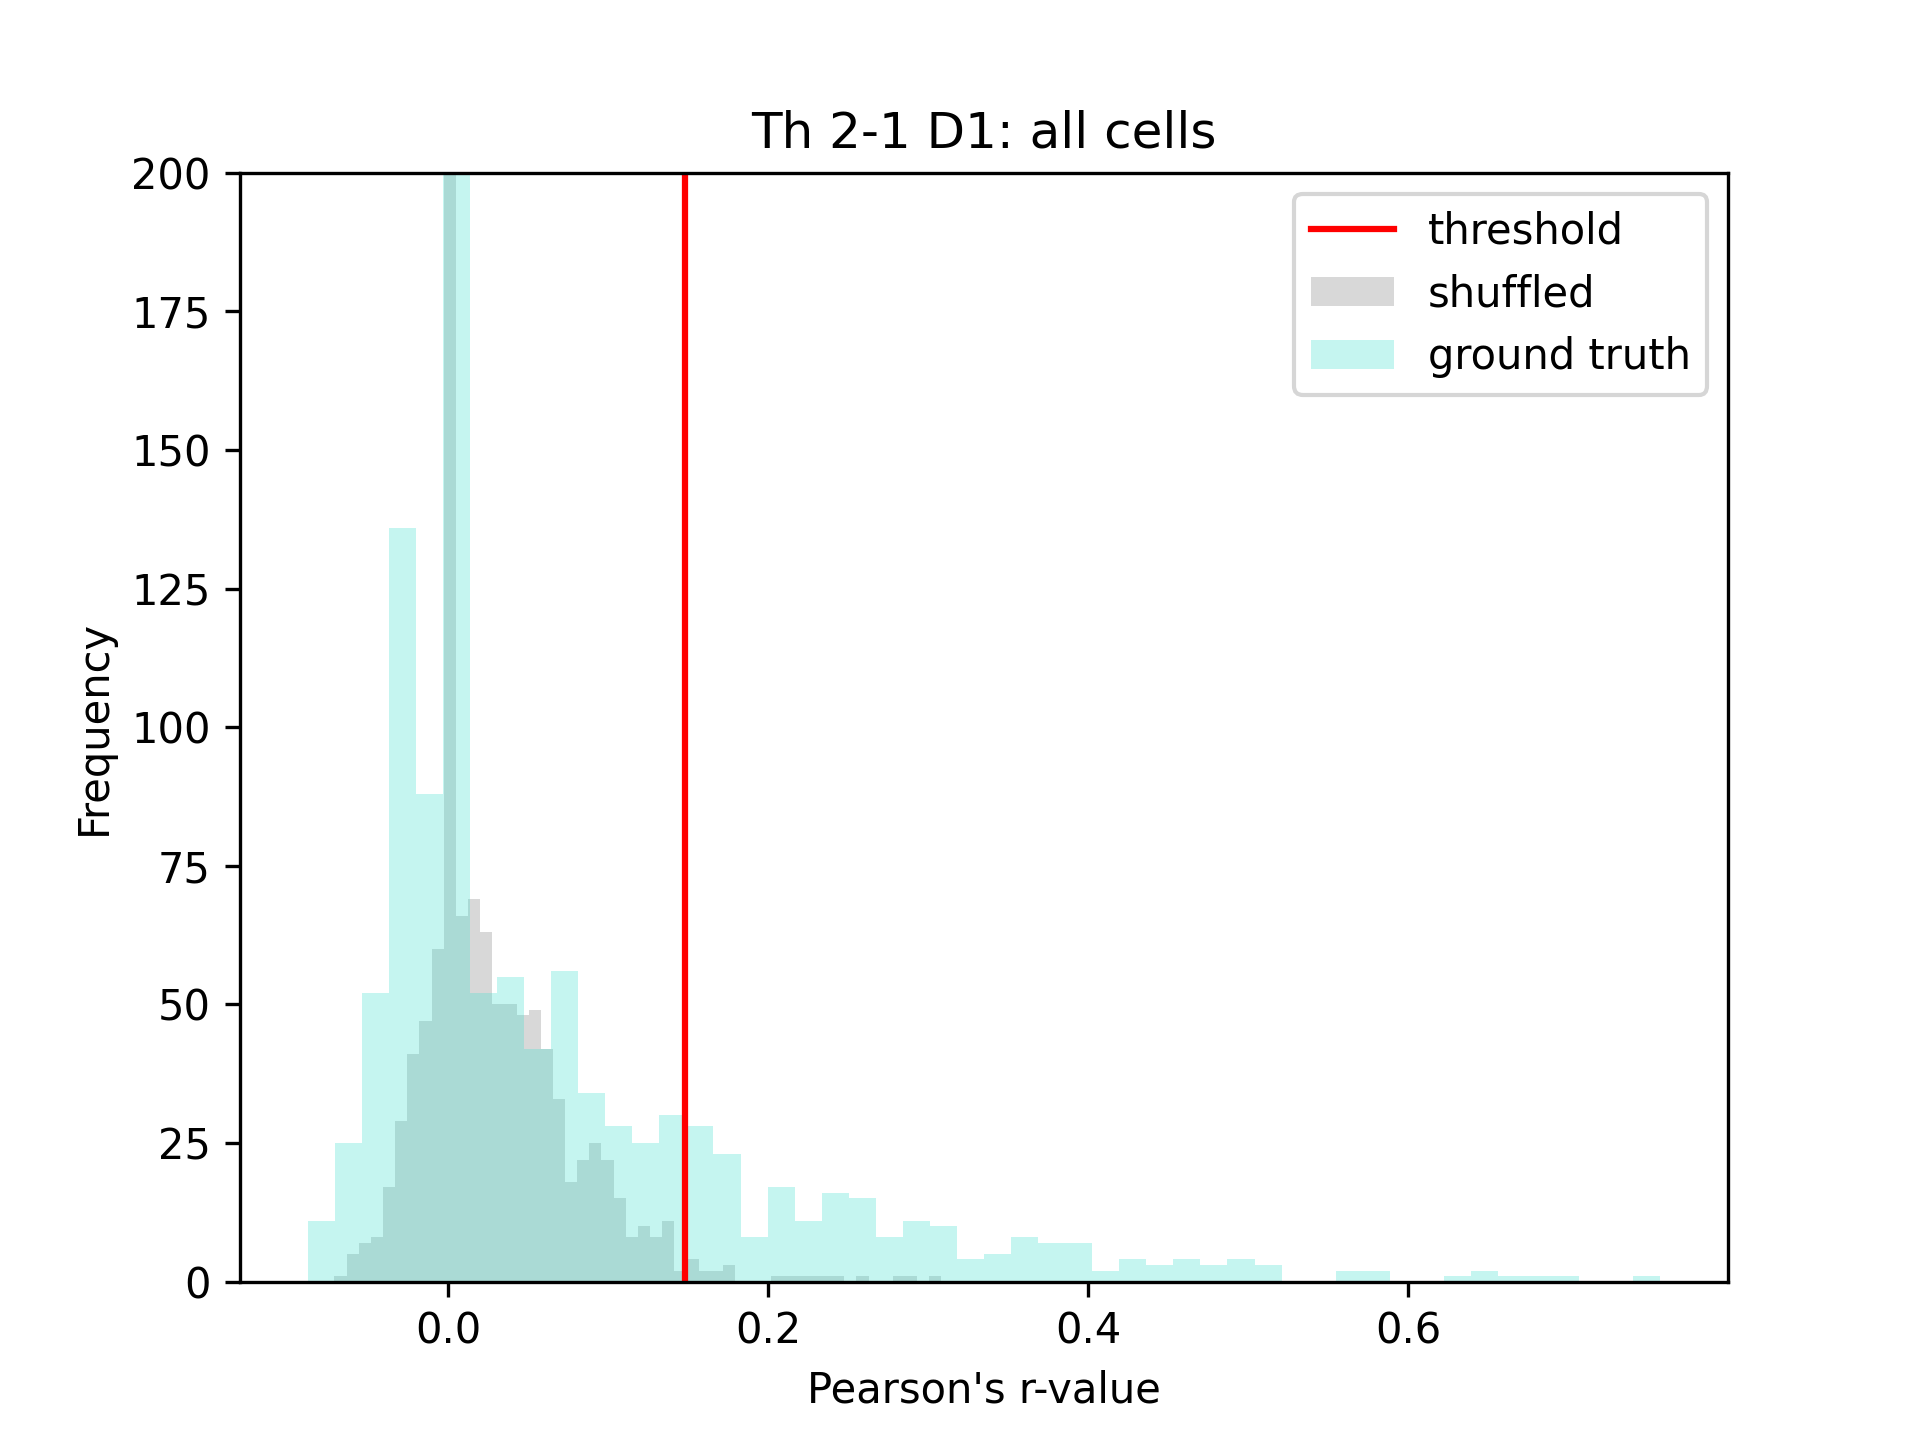 Th 2-1 D1: all cells
200
175
150
125
100
75
50
25
0
Frequency
threshold
shuffled
ground truth
0.0 0.2 0.4 0.6
Pearson's r-value